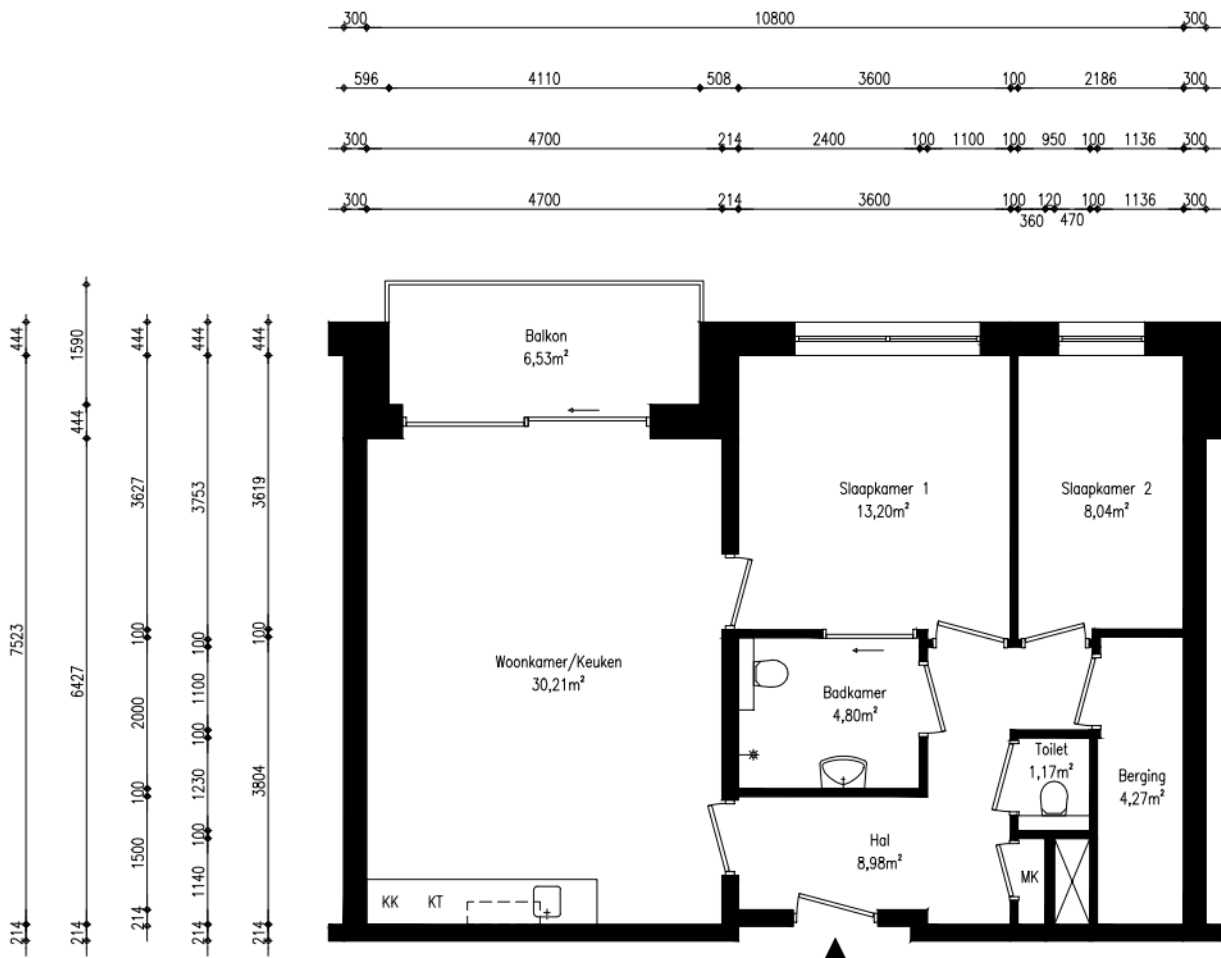 300 10800 300
596 4110 508 3600 100 2186 300
300 4700 214 2400 100 1100 100 950 100 1136 300
300 4700 214 3600 100 120 100 1136 300
360 470
444 7523 214
1590 444 6427 214
444 3627 100 2000 100 1500 214
444 3753 100 1100 100 1230 100 1140 214
444 3619 100 3804 214
Balkon
6,53m²
Slaapkamer 1
13,20m²
Slaapkamer 2
8,04m²
Woonkamer/Keuken
30,21m²
Badkamer
4,80m²
Toilet
1,17m²
Berging
4,27m²
Hal
8,98m²
MK
KK KT